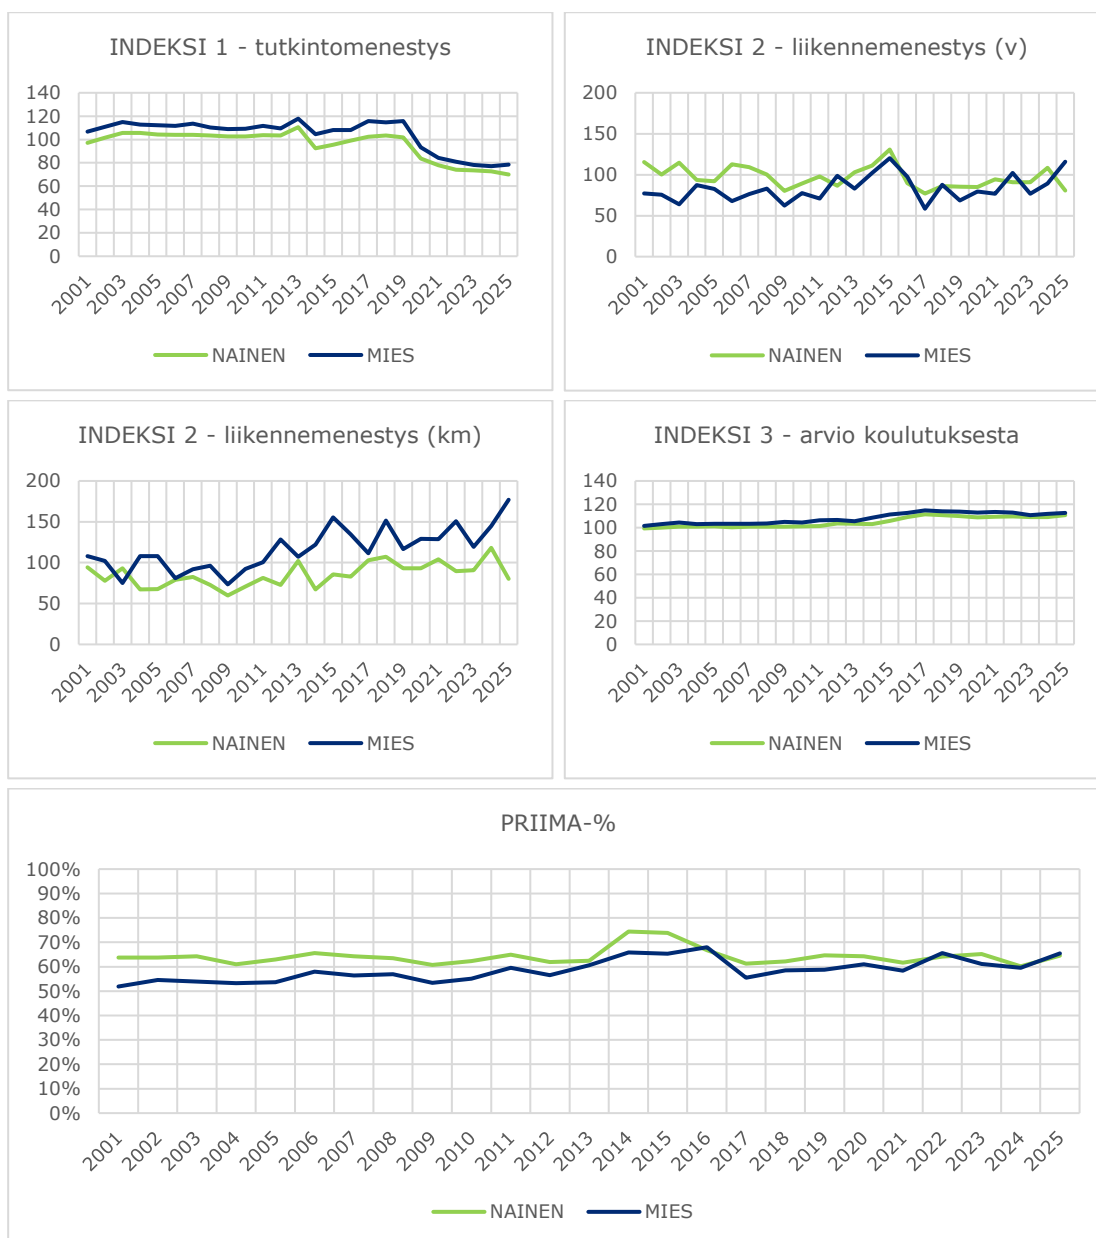 INDEKSI 1 - tutkintomenestys
140
120
100
80
60
40
20
0
2001 2003 2005 2007 2009 2011 2013 2015 2017 2019 2021 2023 2025
NAINEN MIES
INDEKSI 2 - liikennemenestys (v)
200
150
100
50
0
2001 2003 2005 2007 2009 2011 2013 2015 2017 2019 2021 2023 2025
NAINEN MIES
INDEKSI 2 - liikennemenestys (km)
200
150
100
50
0
2001 2003 2005 2007 2009 2011 2013 2015 2017 2019 2021 2023 2025
NAINEN MIES
INDEKSI 3 - arvio koulutuksesta
140
120
100
80
60
40
20
0
2001 2003 2005 2007 2009 2011 2013 2015 2017 2019 2021 2023 2025
NAINEN MIES
PRIIMA-%
100%
90%
80%
70%
60%
50%
40%
30%
20%
10%
0%
2001 2002 2003 2004 2005 2006 2007 2008 2009 2010 2011 2012 2013 2014 2015 2016 2017 2018 2019 2020 2021 2022 2023 2024 2025
NAINEN MIES